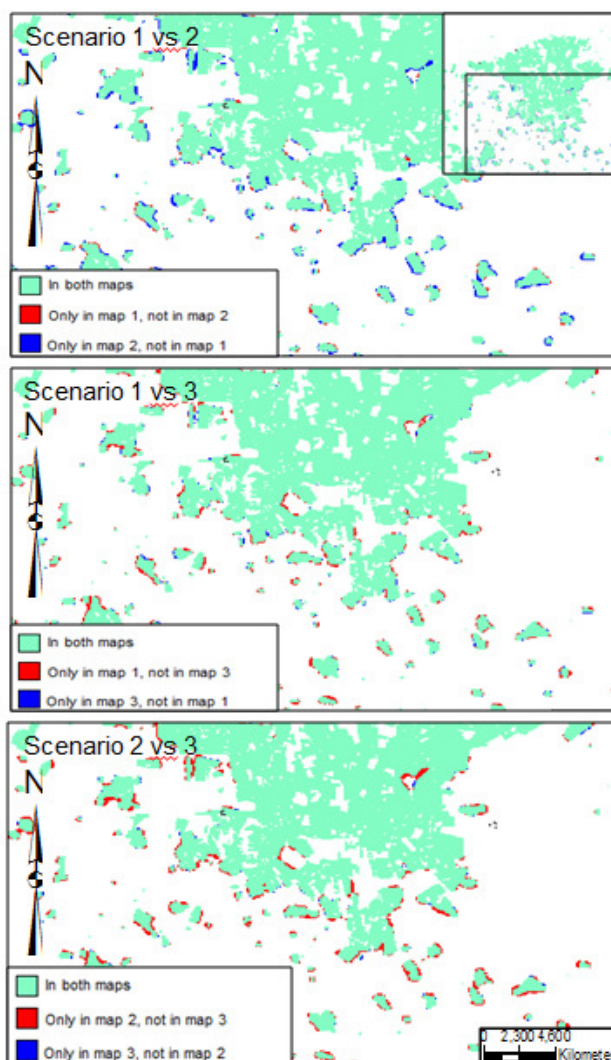 Scenario 1 vs 2
N
In both maps
Only in map 1, not in map 2
Only in map 2, not in map 1
Scenario 1 vs 3
N
In both maps
Only in map 1, not in map 3
Only in map 3, not in map 1
Scenario 2 vs 3
N
In both maps
Only in map 2, not in map 3
Only in map 3, not in map 2
0 2,300 4,600
Kilomete